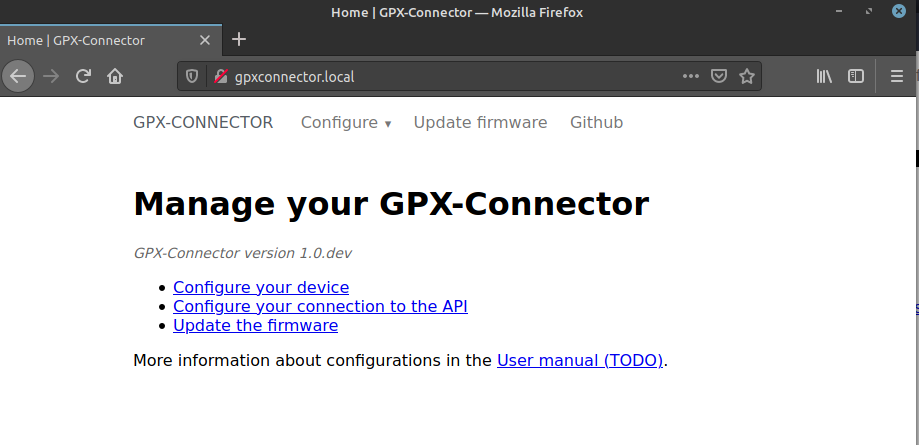 Home | GPX-Connector — Mozilla Firefox
Home | GPX-Connector
gpxconnector.local
GPX-CONNECTOR Configure ▾ Update firmware Github
Manage your GPX-Connector
GPX-Connector version 1.0.dev
• Configure your device
• Configure your connection to the API
• Update the firmware
More information about configurations in the User manual (TODO).